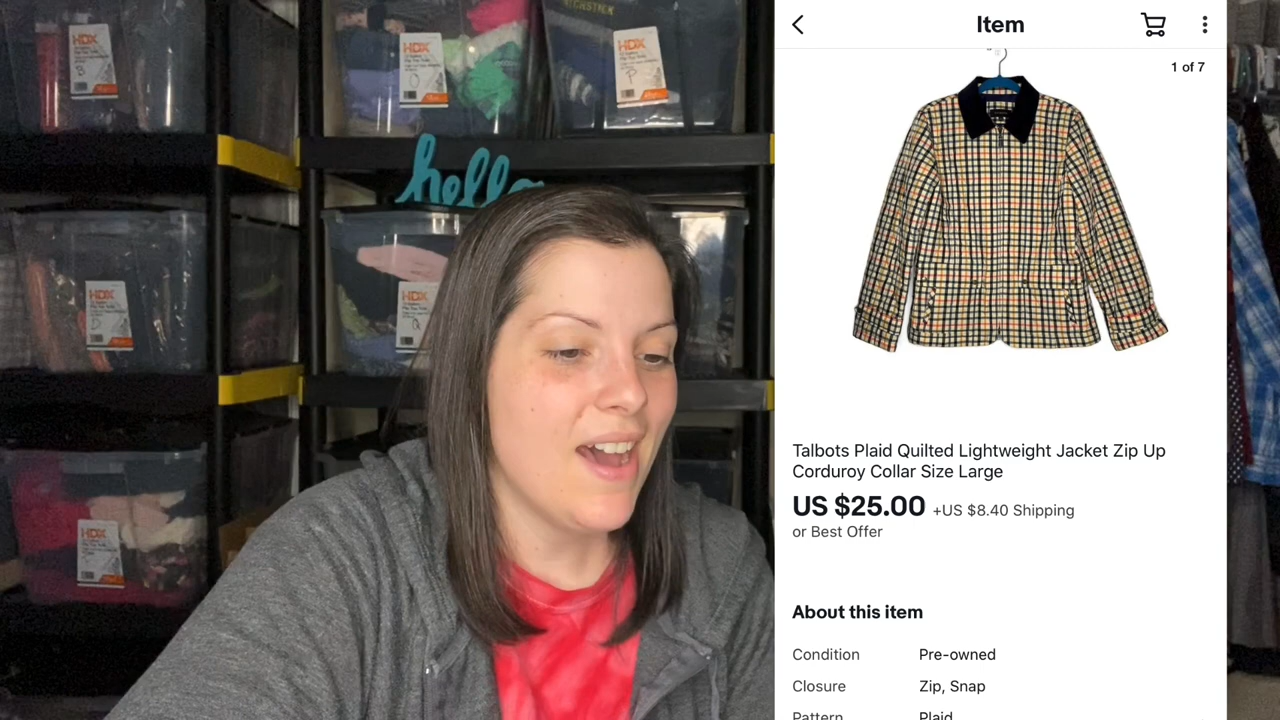 HDX
B
HDX
O
HDX
P
hello
HDX
D
HDX
Q
HDX
Item
1 of 7
Talbots Plaid Quilted Lightweight Jacket Zip Up
Corduroy Collar Size Large
US $25.00 +US $8.40 Shipping
or Best Offer
About this item
Condition Pre-owned
Closure Zip, Snap
Pattern Plaid